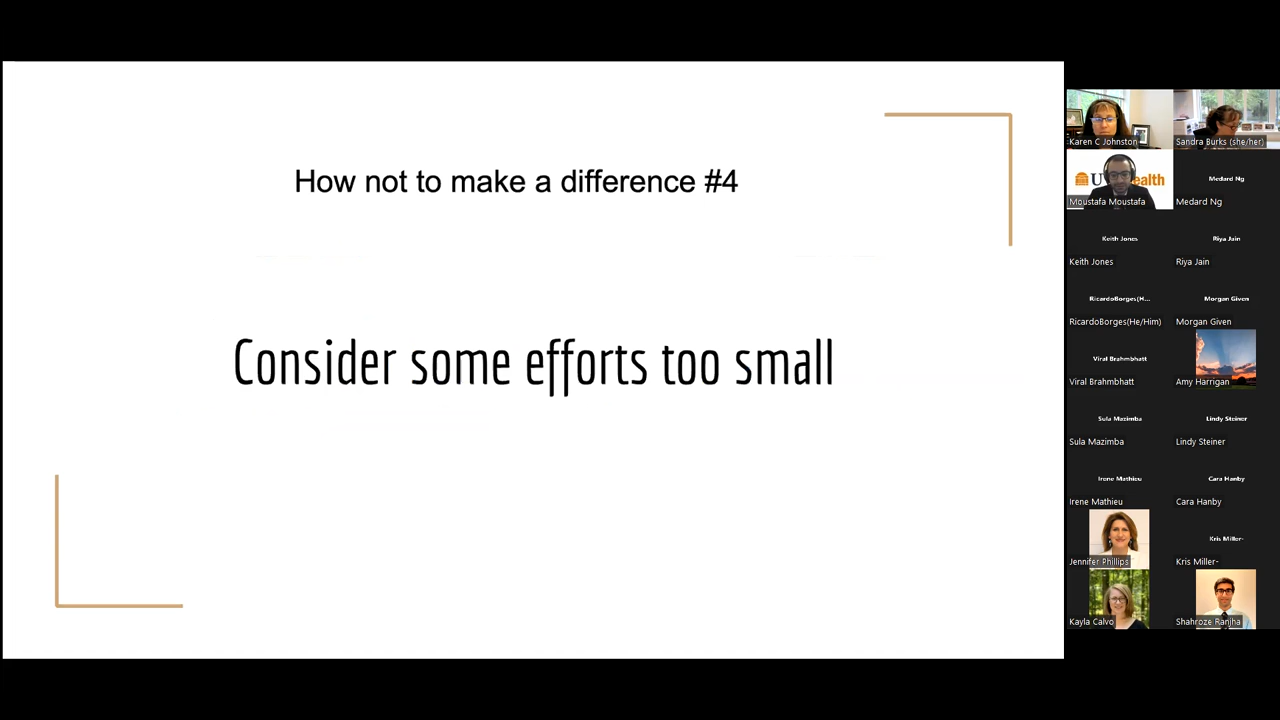 How not to make a difference #4
Consider some efforts too small
Karen C Johnston
Sandra Burks (she/her)
Moustafa Moustafa
Medard Ng
Medard Ng
Keith Jones
Riya Jain
Keith Jones
Riya Jain
RicardoBorges(H...
Morgan Given
RicardoBorges(He/Him)
Morgan Given
Viral Brahmbhatt
Viral Brahmbhatt
Amy Harrigan
Sula Mazimba
Lindy Steiner
Sula Mazimba
Lindy Steiner
Irene Mathieu
Cara Hanby
Irene Mathieu
Cara Hanby
Kris Miller-
Jennifer Phillips
Kris Miller-
Kayla Calvo
Shahroze Ranjha